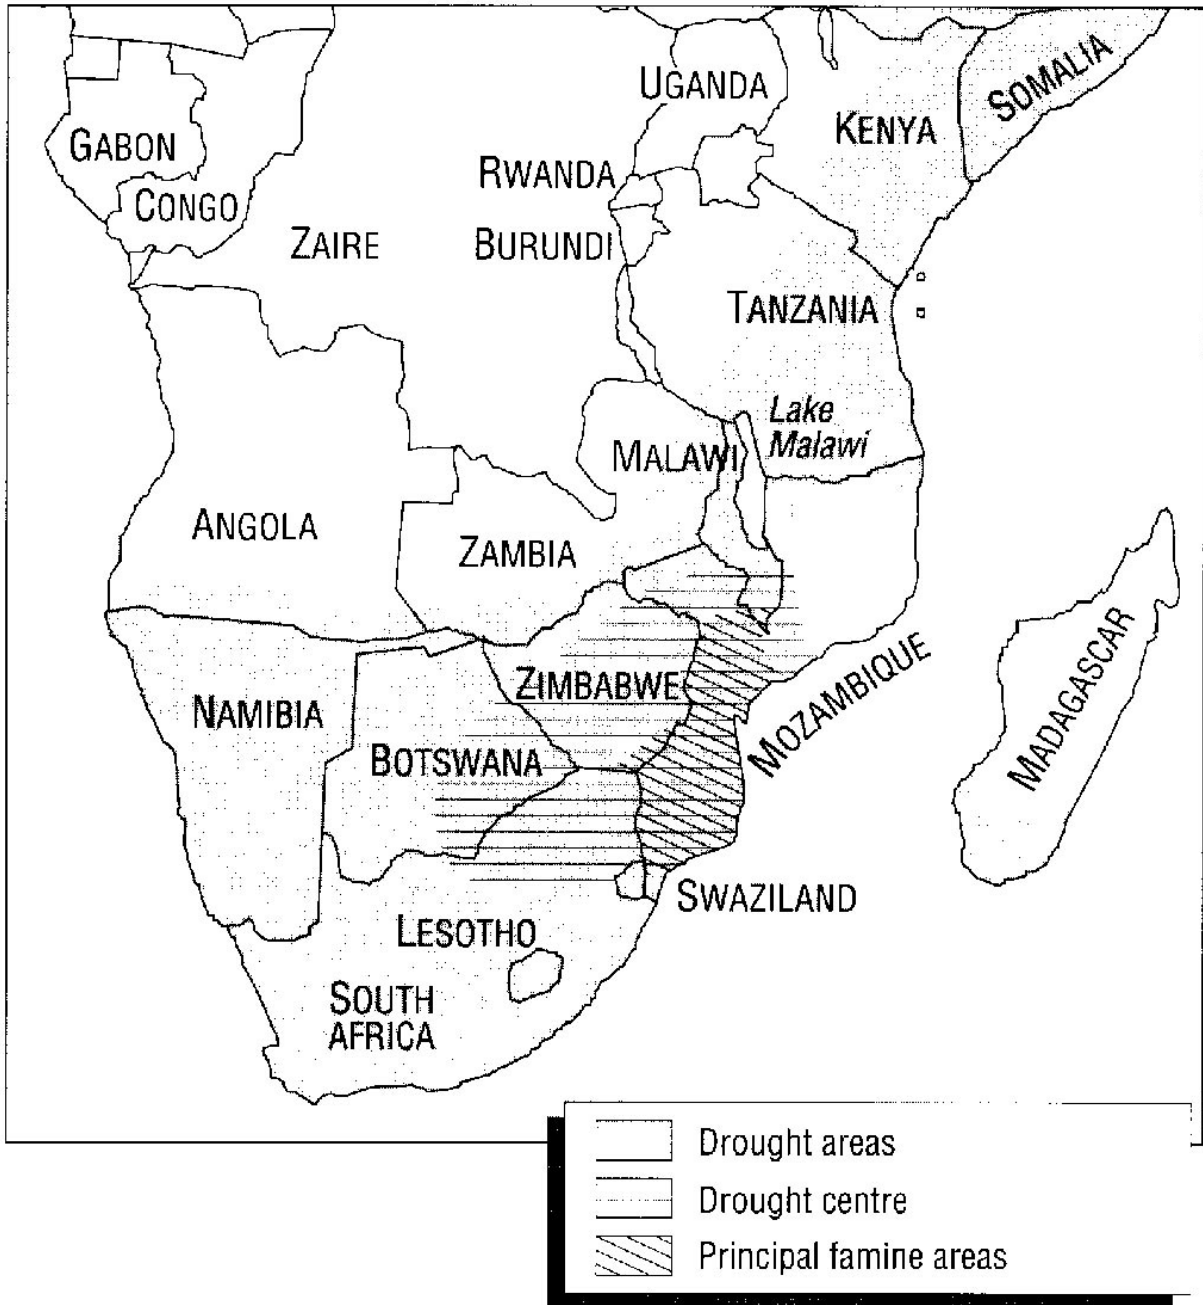 UGANDA
SOMALIA
KENYA
GABON
RWANDA
CONGO
ZAIRE
BURUNDI
TANZANIA
Lake
Malawi
MALAWI
ANGOLA
ZAMBIA
ZIMBABWE
MOZAMBIQUE
MADAGASCAR
NAMIBIA
BOTSWANA
SWAZILAND
LESOTHO
SOUTH
AFRICA
Drought areas
Drought centre
Principal famine areas